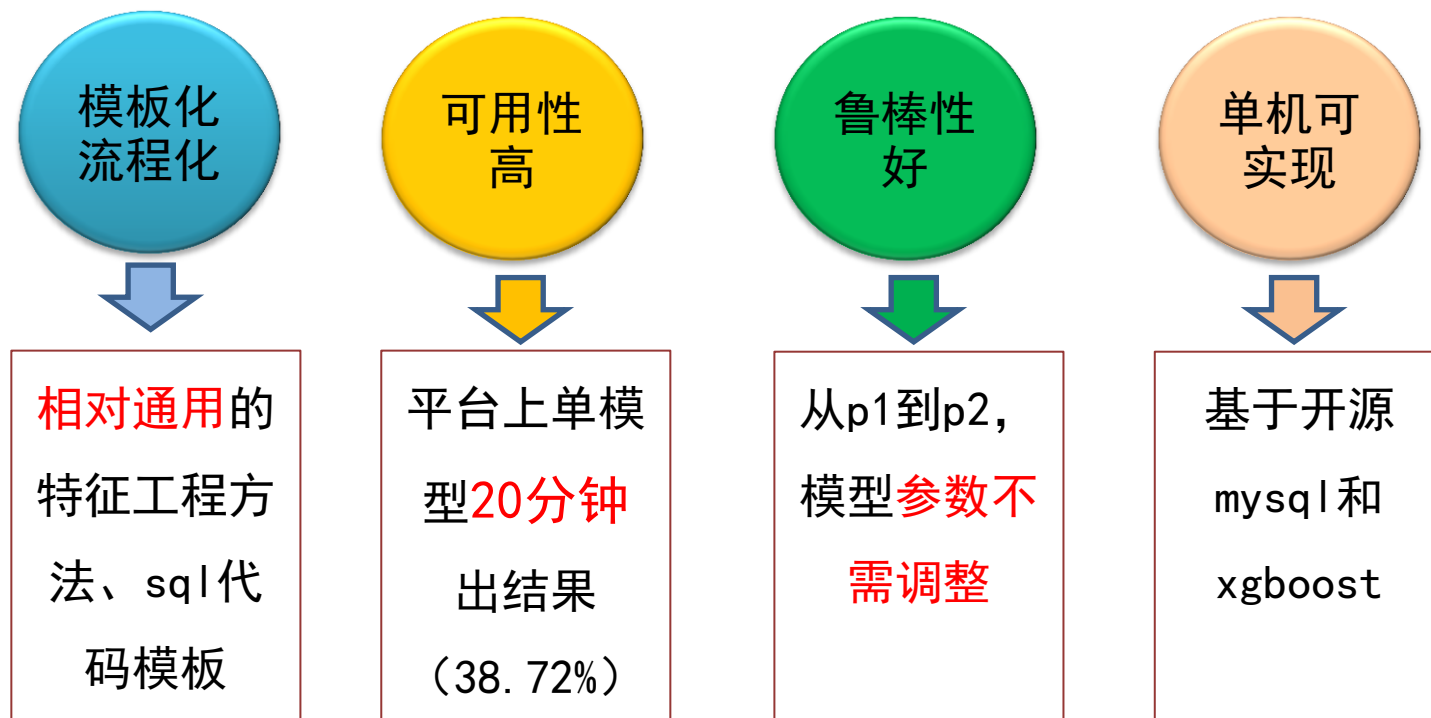 模板化
流程化
可用性
高
鲁棒性
好
单机可
实现
相对通用的
特征工程方
法、sql代
码模板
平台上单模
型20分钟
出结果
（38.72%）
从p1到p2，
模型参数不
需调整
基于开源
mysql和
xgboost